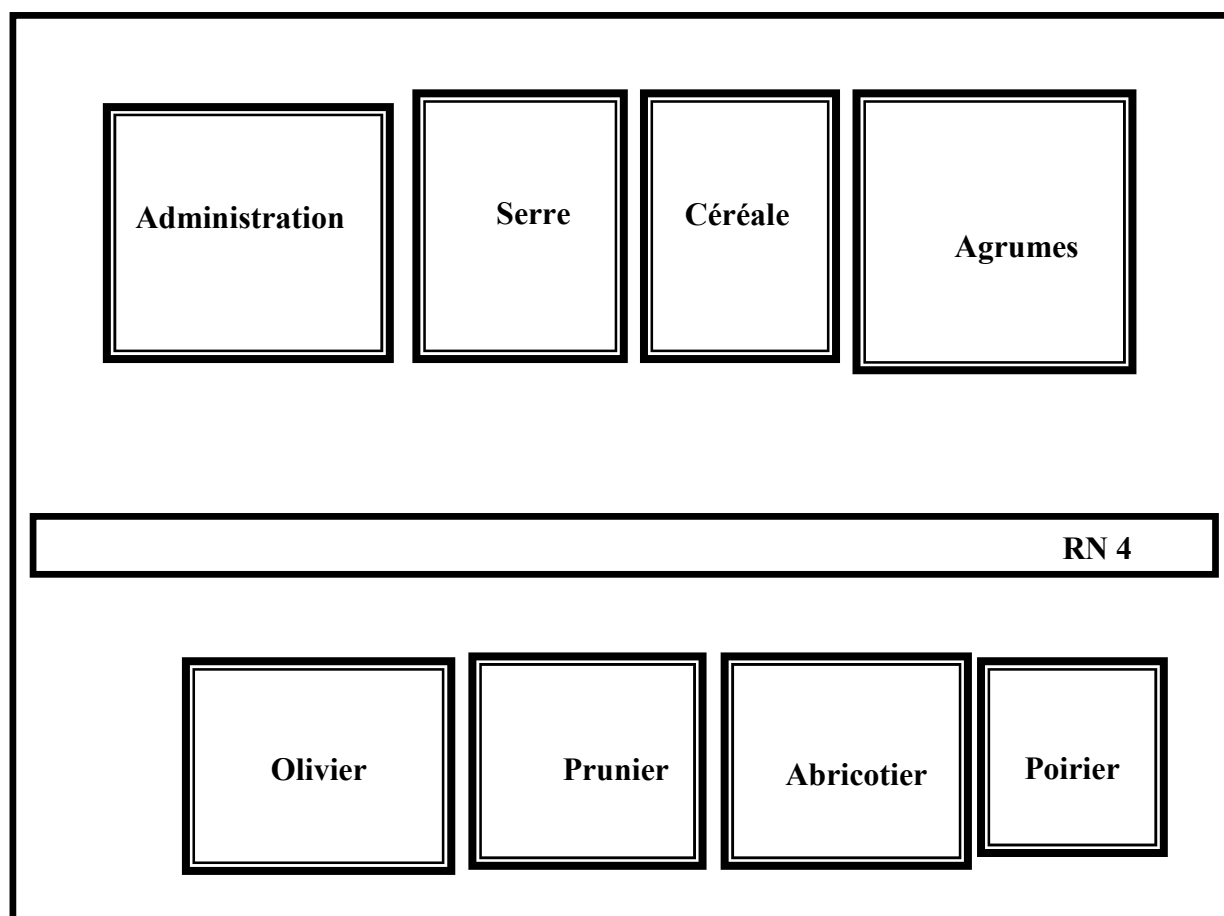 Administration
Serre
Céréale
Agrumes
RN 4
Olivier
Prunier
Abricotier
Poirier